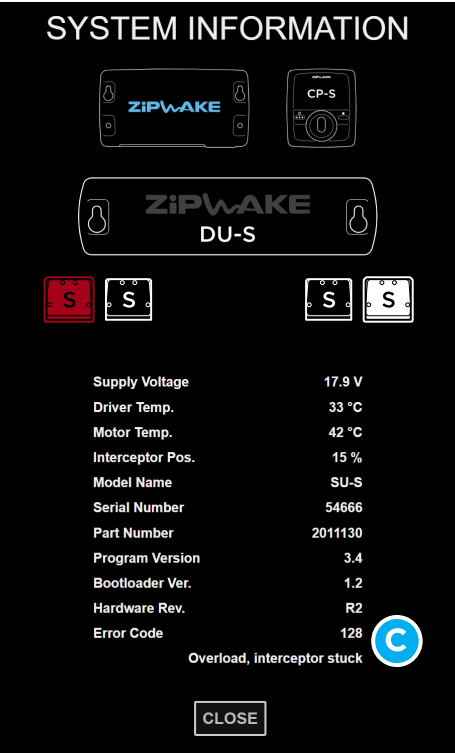 SYSTEM INFORMATION
ZIPWAKE
ZIPWAKE
CP-S
ZIPWAKE
DU-S
S S S S
Supply Voltage 17.9 V
Driver Temp. 33 °C
Motor Temp. 42 °C
Interceptor Pos. 15 %
Model Name SU-S
Serial Number 54666
Part Number 2011130
Program Version 3.4
Bootloader Ver. 1.2
Hardware Rev. R2
Error Code 128
C
Overload, interceptor stuck
CLOSE